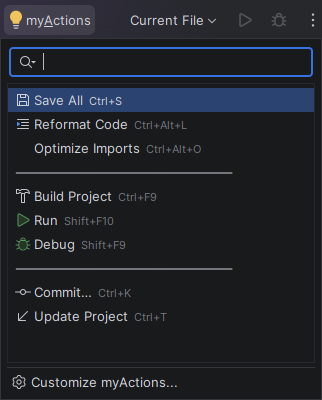 myActions Current File
Save All Ctrl+S
Reformat Code Ctrl+Alt+L
Optimize Imports Ctrl+Alt+O
Build Project Ctrl+F9
Run Shift+F10
Debug Shift+F9
Commit... Ctrl+K
Update Project Ctrl+T
Customize myActions...